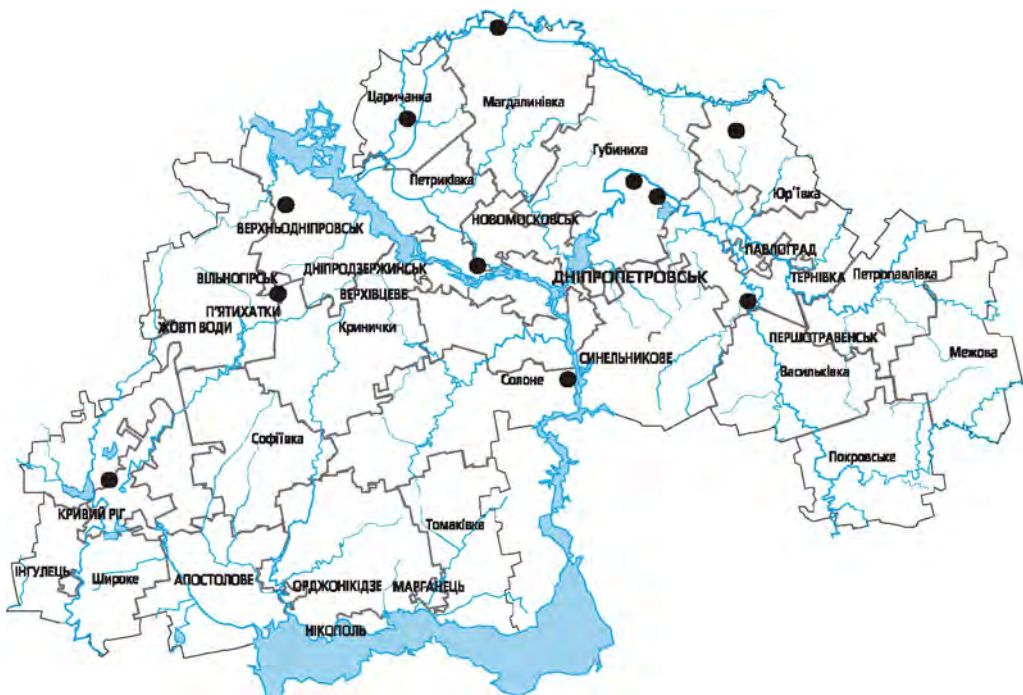 Царичанка
Магдалинівка
Губиниха
Петриківка
Юр'ївка
НОВОМОСКОВСЬК
ВЕРХНЬОДНІПРОВСЬК
ПАВЛОГРАД
ДНІПРОДЗЕРЖИНСЬК
ДНІПРОПЕТРОВСЬК
ТЕРНІВКА
Петропавлівка
ВІЛЬНОГІРСЬК
ВЕРХІВЦЕВЕ
П'ЯТИХАТКИ
ЖОВТІ ВОДИ
Кринички
ПЕРШОТРАВЕНСЬК
Межова
СИНЕЛЬНИКОВЕ
Солоне
Васильківка
Софіївка
Покровське
КРИВИЙ РІГ
Томаківка
ІНГУЛЕЦЬ
Широке
АПОСТОЛОВЕ
ОРДЖОНІКІДЗЕ
МАРГАНЕЦЬ
НІКОПОЛЬ